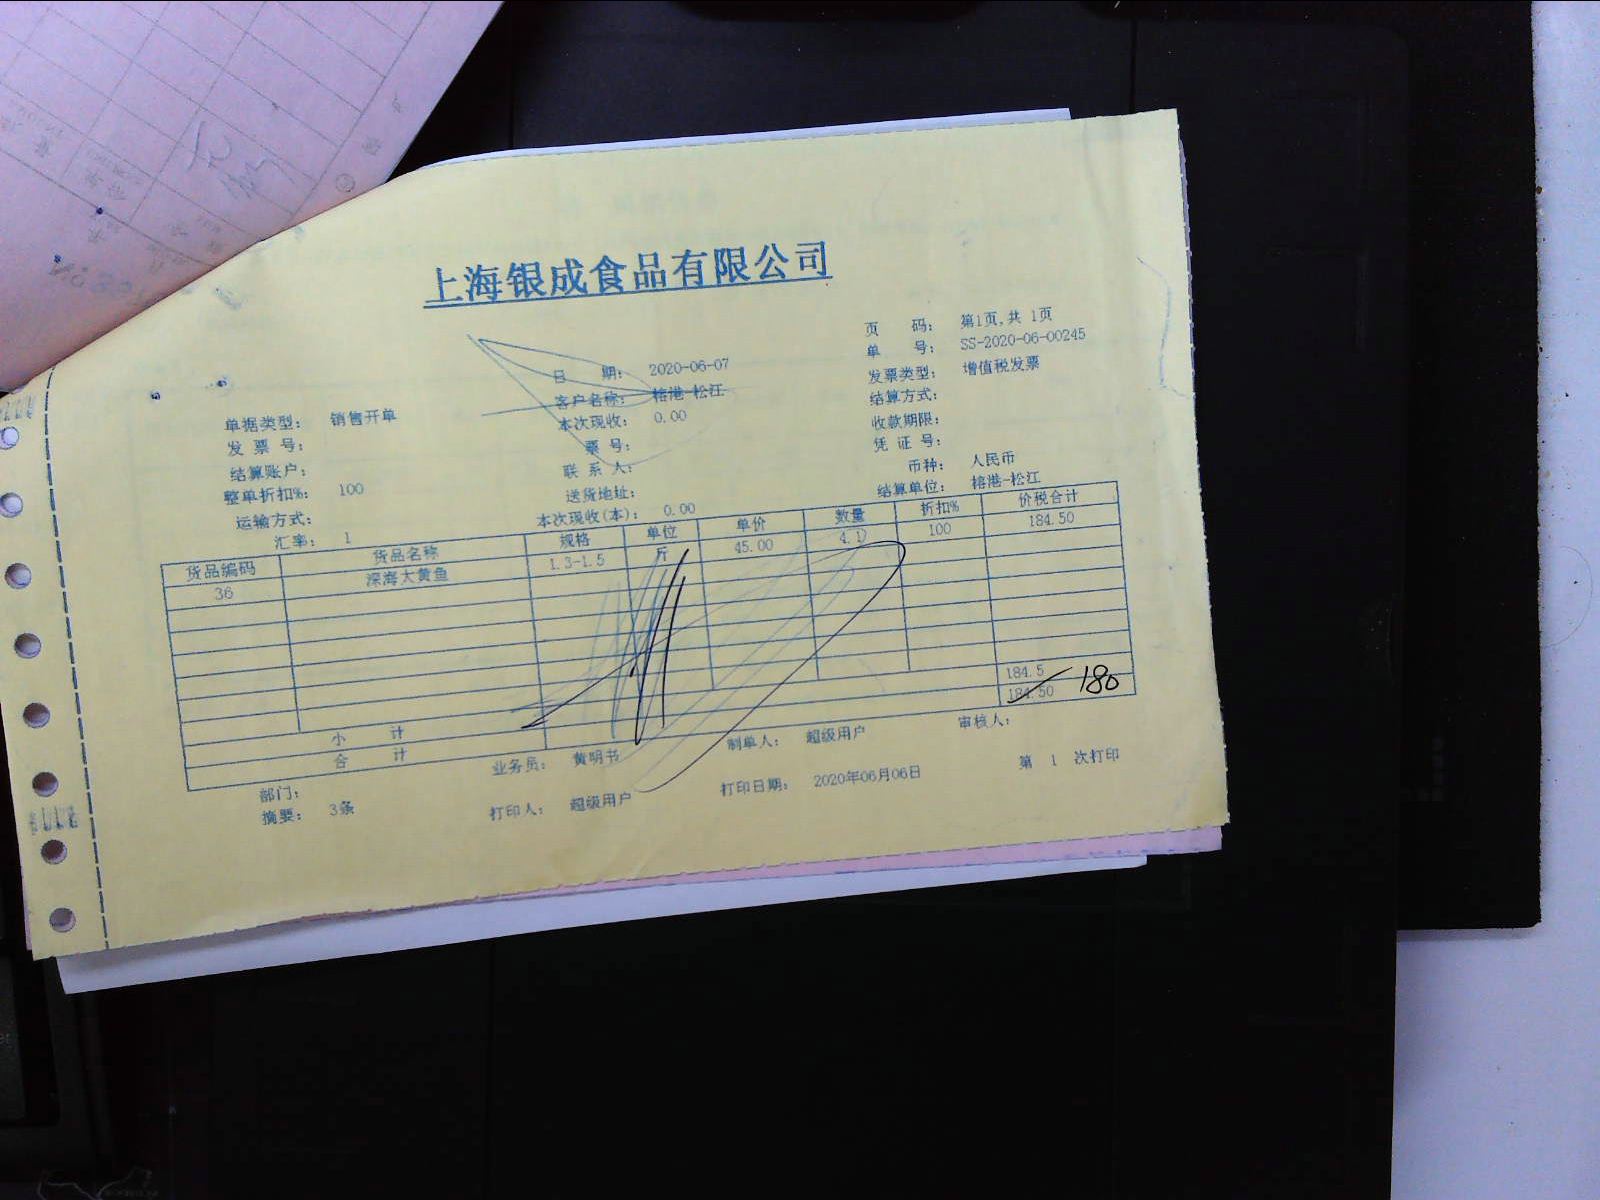 上海银成食品有限公司
页 码： 第1页,共 1页
单 号： SS-2020-06-00245
日 期： 2020-06-07
发票类型： 增值税发票
客户名称： 榕港-松江
结算方式：
单据类型： 销售开单
本次现收： 0.00
收款期限：
发 票 号：
票 号：
凭 证 号：
结算账户：
联 系 人：
币种： 人民币
整单折扣%： 100
送货地址：
结算单位： 榕港-松江
运输方式：
本次现收(本)： 0.00
汇率： 1
货品编码 货品名称 规格 单位 单价 数量 折扣% 价税合计
36 深海大黄鱼 1.3-1.5 斤 45.00 4.1 100 184.50
小 计 184.5
合 计 184.50 180
部门： 业务员： 黄明书 制单人： 超级用户 审核人：
摘要： 3条 打印人： 超级用户 打印日期： 2020年06月06日 第 1 次打印